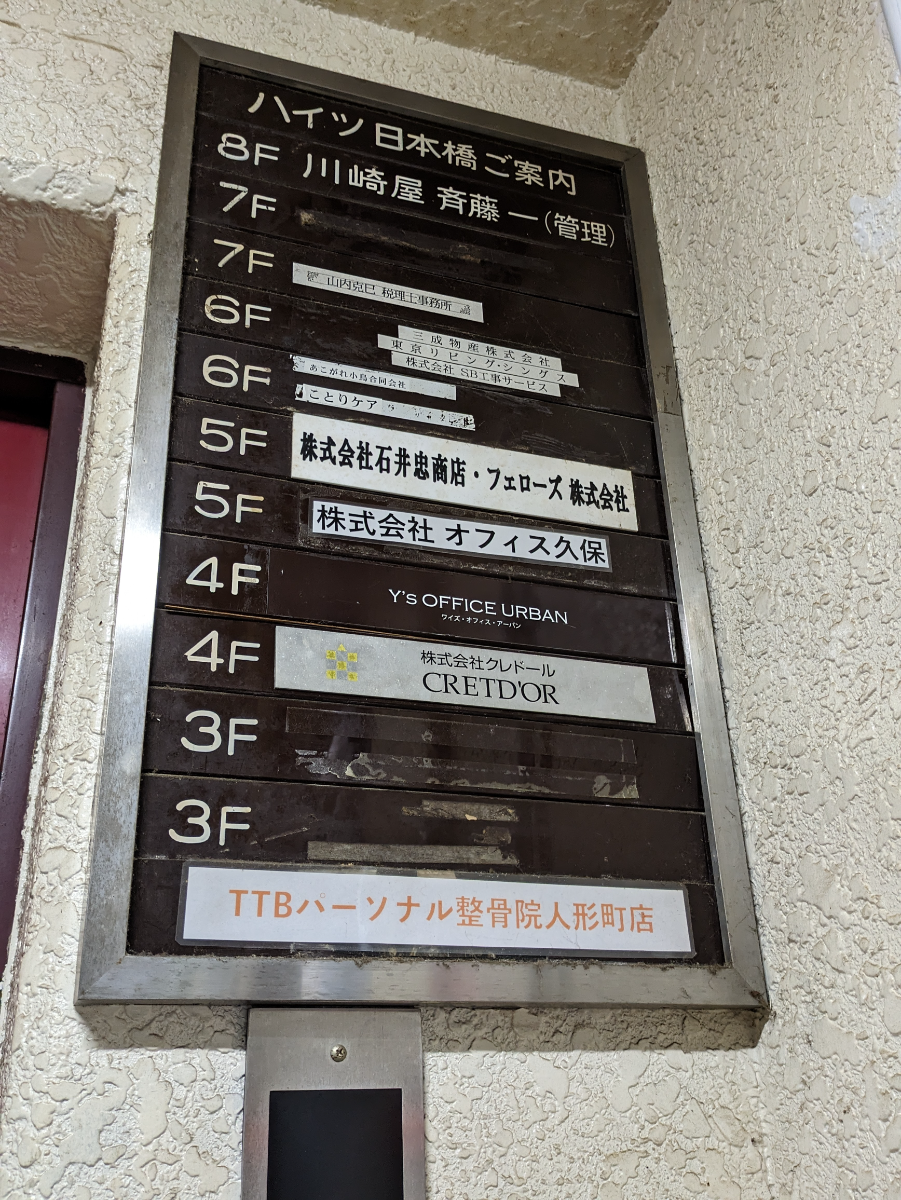 ハイツ日本橋ご案内
8F 川崎屋 斉藤一(管理)
7F
7F 山内克巳 税理士事務所
6F 三成物産株式会社
東京リビング・シングス
株式会社 SB工事サービス
6F あこがれ小鳥合同会社
ことりケア
5F 株式会社石井忠商店・フェローズ 株式会社
5F 株式会社 オフィス久保
4F Y's OFFICE URBAN
ワイズ・オフィス・アーバン
4F 株式会社クレドール
CRETD'OR
3F
3F
TTBパーソナル整骨院人形町店